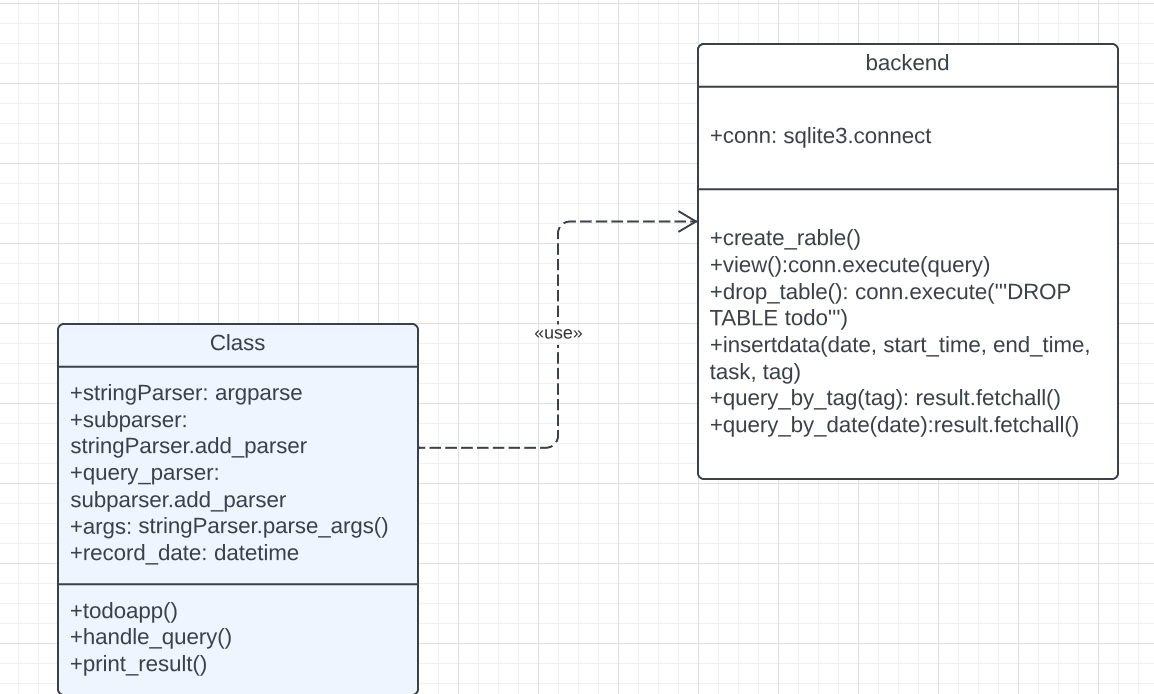 backend
+conn: sqlite3.connect
+create_rable()
+view():conn.execute(query)
+drop_table(): conn.execute('''DROP
TABLE todo''')
+insertdata(date, start_time, end_time,
task, tag)
+query_by_tag(tag): result.fetchall()
+query_by_date(date):result.fetchall()
«use»
Class
+stringParser: argparse
+subparser:
stringParser.add_parser
+query_parser:
subparser.add_parser
+args: stringParser.parse_args()
+record_date: datetime
+todoapp()
+handle_query()
+print_result()